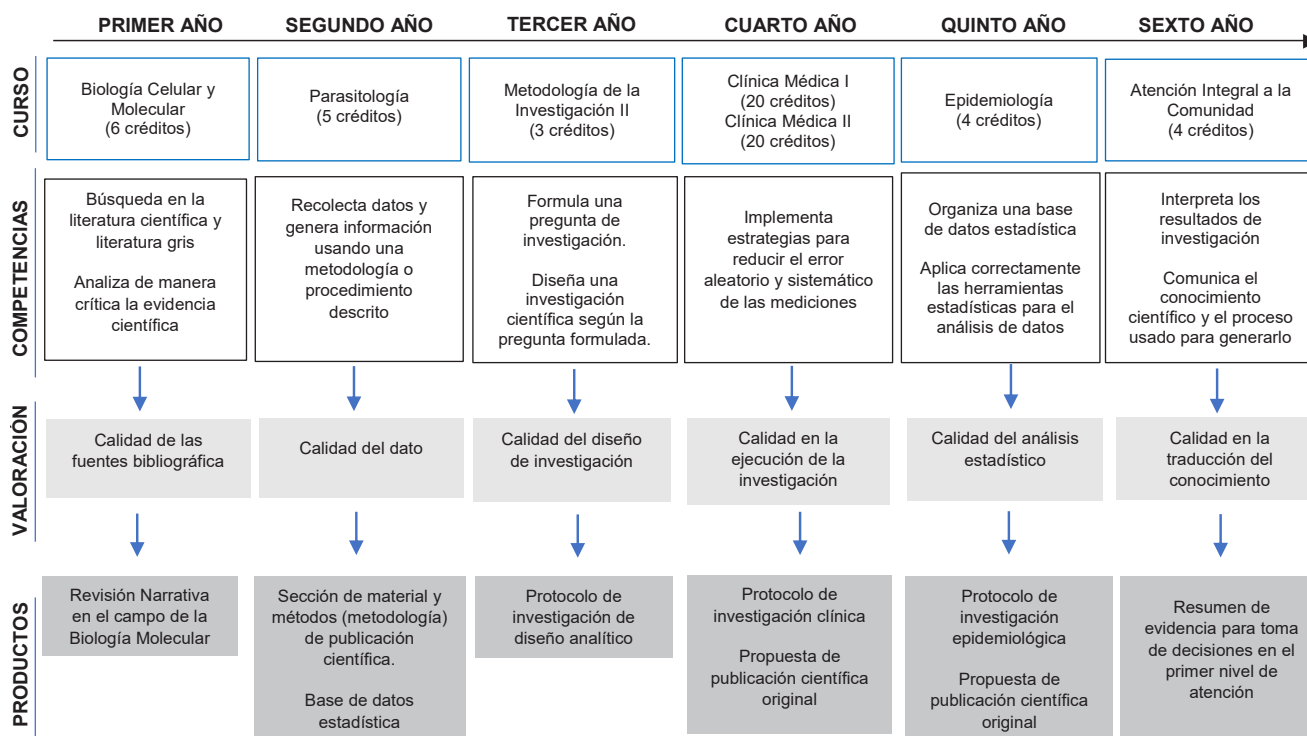 PRIMER AÑO
SEGUNDO AÑO
TERCER AÑO
CUARTO AÑO
QUINTO AÑO
SEXTO AÑO
CURSO
Biología Celular y
Molecular
(6 créditos)
Parasitología
(5 créditos)
Metodología de la
Investigación II
(3 créditos)
Clínica Médica I
(20 créditos)
Clínica Médica II
(20 créditos)
Epidemiología
(4 créditos)
Atención Integral a la
Comunidad
(4 créditos)
COMPETENCIAS
Búsqueda en la
literatura científica y
literatura gris
Analiza de manera
crítica la evidencia
científica
Recolecta datos y
genera información
usando una
metodología o
procedimiento
descrito
Formula una
pregunta de
investigación.
Diseña una
investigación
científica según la
pregunta formulada.
Implementa
estrategias para
reducir el error
aleatorio y sistemático
de las mediciones
Organiza una base
de datos estadística
Aplica correctamente
las herramientas
estadísticas para el
análisis de datos
Interpreta los
resultados de
investigación
Comunica el
conocimiento
científico y el proceso
usado para generarlo
VALORACIÓN
Calidad de las
fuentes bibliográfica
Calidad del dato
Calidad del diseño
de investigación
Calidad en la
ejecución de la
investigación
Calidad del análisis
estadístico
Calidad en la
traducción del
conocimiento
PRODUCTOS
Revisión Narrativa
en el campo de la
Biología Molecular
Sección de material y
métodos (metodología)
de publicación
científica.
Base de datos
estadística
Protocolo de
investigación de
diseño analítico
Protocolo de
investigación clínica
Propuesta de
publicación científica
original
Protocolo de
investigación
epidemiológica
Propuesta de
publicación científica
original
Resumen de
evidencia para toma
de decisiones en el
primer nivel de
atención